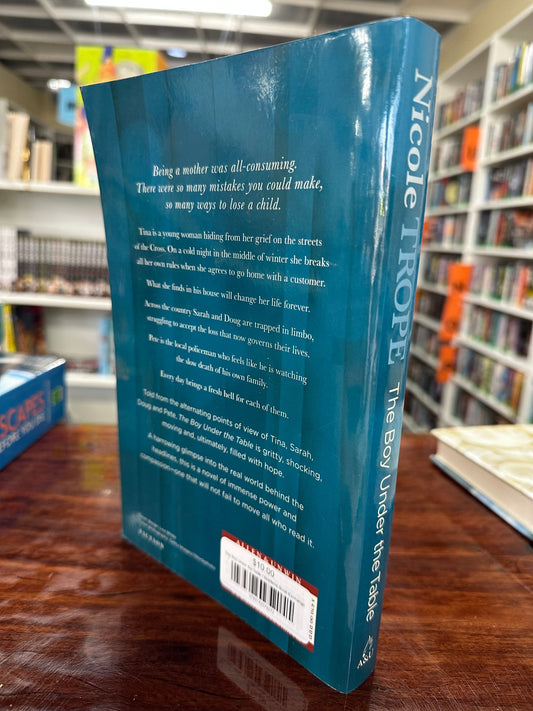 Being a mother was all-consuming.
There were so many mistakes you could make,
so many ways to lose a child.
Tina is a young woman hiding from her grief on the streets
of the Cross. On a cold night in the middle of winter she breaks
all her own rules when she agrees to go home with a customer.
What she finds in his house will change her life forever.
Across the country Sarah and Doug are trapped in limbo,
struggling to accept the loss that now governs their lives.
Pete is the local policeman who feels like he is watching
the slow death of his own family.
Every day brings a fresh hell for each of them.
Told from the alternating points of view of Tina, Sarah,
Doug and Pete, The Boy Under the Table is gritty, shocking,
moving and, ultimately, filled with hope.
A harrowing glimpse into the real world behind the
headlines, this is a novel of immense power and
compassion—one that will not fail to move all who read it.
ALLEN & UNWIN
$10.00
Nicole TROPE
The Boy Under the Table
A&U
SCAPES